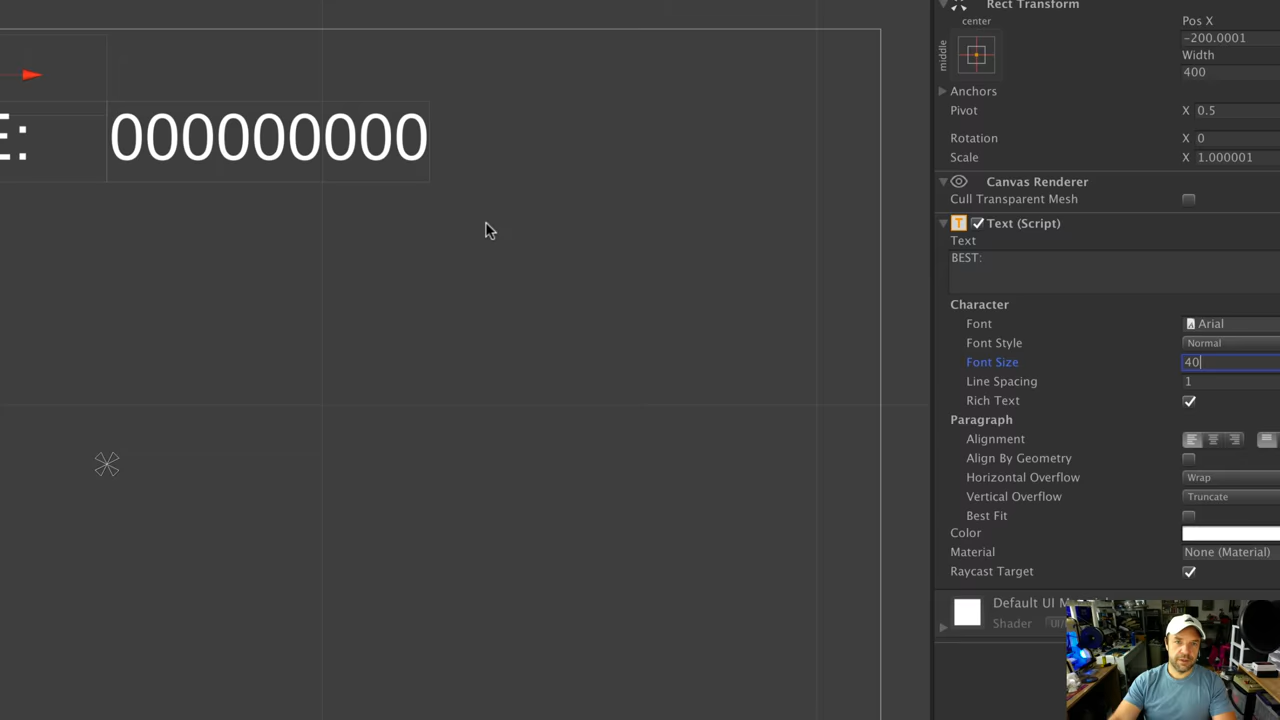 Rect Transform
center
Pos X
middle
-200.0001
Width
400
Anchors
Pivot
X 0.5
Rotation
X 0
Scale
X 1.000001
E: 000000000
Canvas Renderer
Cull Transparent Mesh
Text (Script)
Text
BEST:
Character
Font
Arial
Font Style
Normal
Font Size
40
Line Spacing
1
Rich Text
Paragraph
Alignment
Align By Geometry
Horizontal Overflow
Wrap
Vertical Overflow
Truncate
Best Fit
Color
Material
None (Material)
Raycast Target
Default UI
Shader